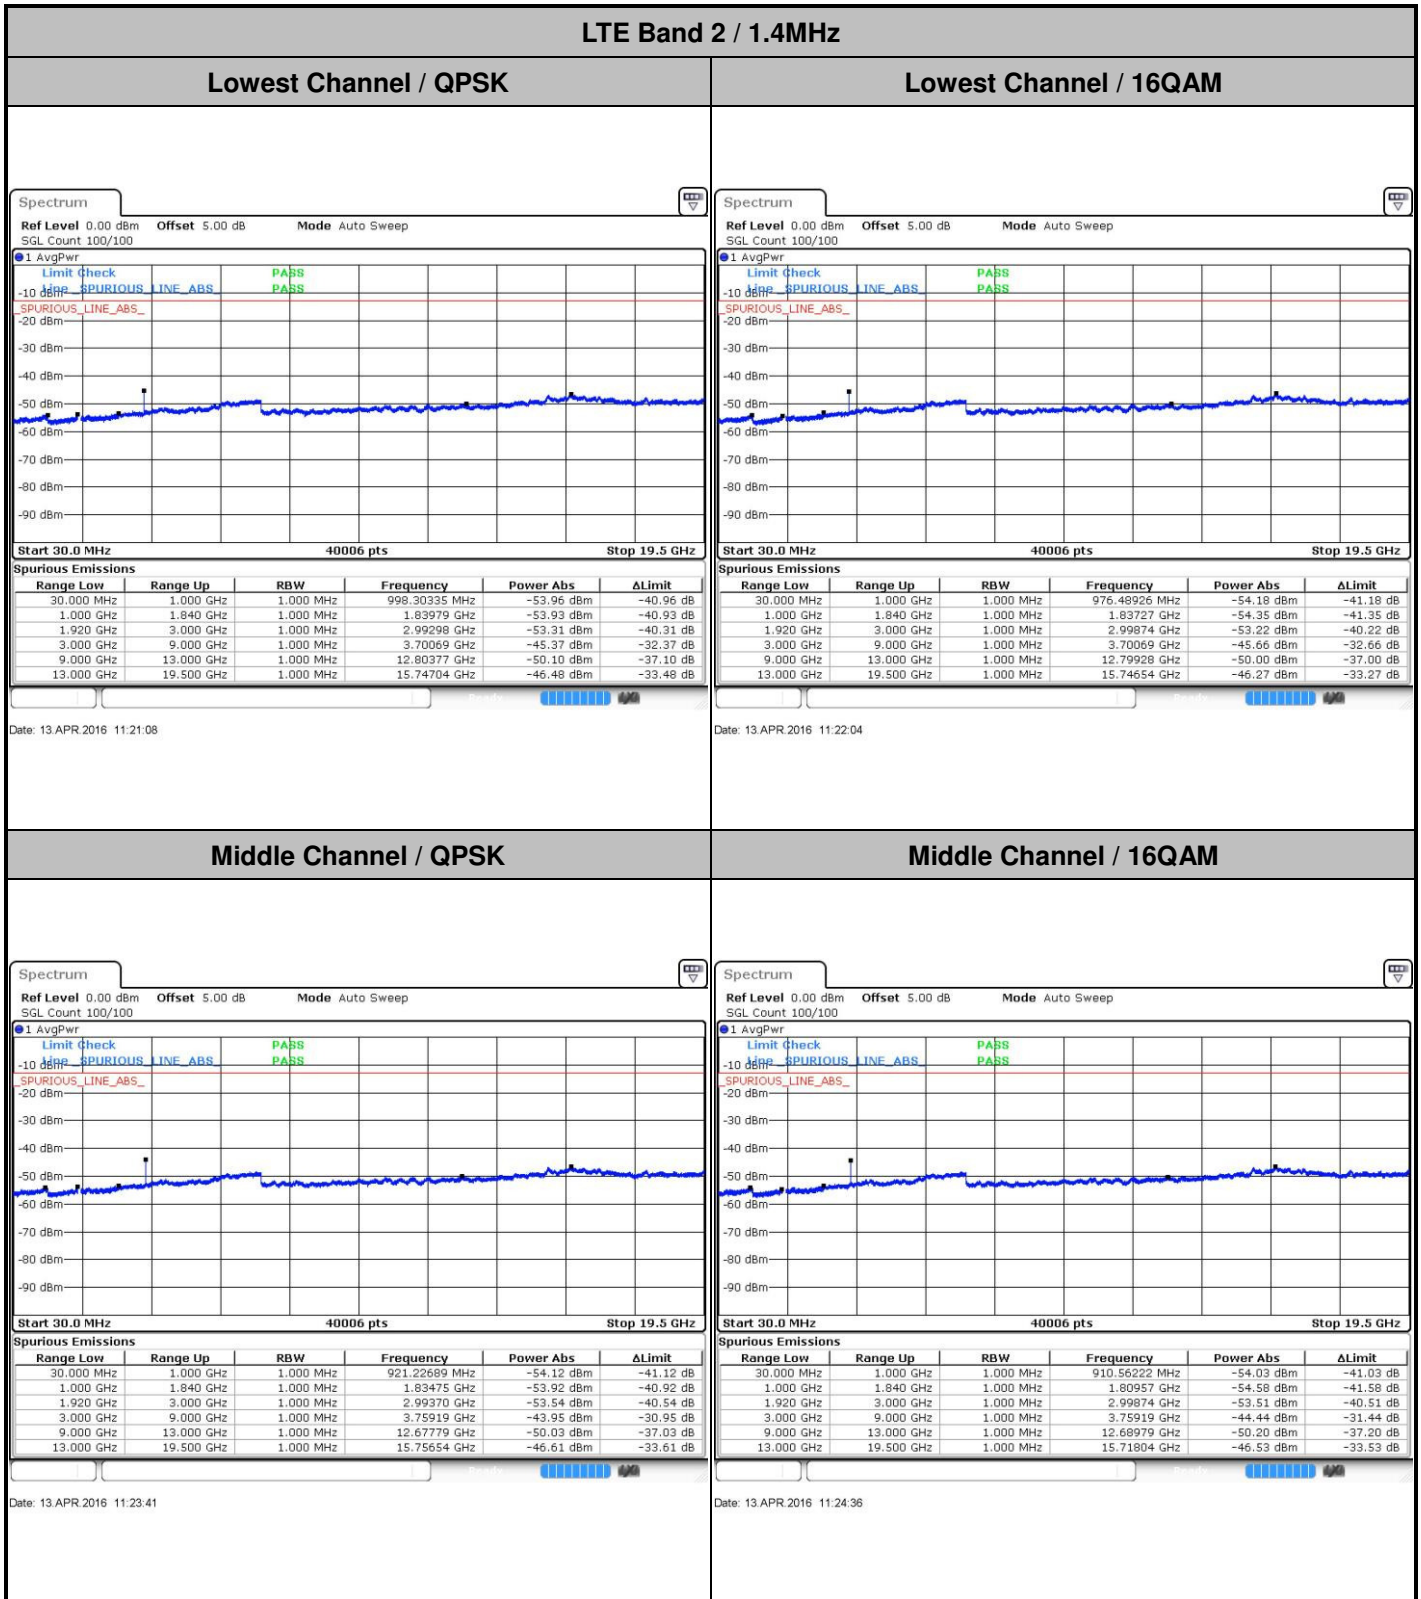 LTE Band 2 / 1.4MHz
Lowest Channel / QPSK
Lowest Channel / 16QAM
Spectrum
Ref Level 0.00 dBm Offset 5.00 dB Mode Auto Sweep
SGL Count 100/100
1 AvgPwr
Limit Check PASS
Line _SPURIOUS_LINE_ABS_ PASS
-10 dBm
_SPURIOUS_LINE_ABS_
-20 dBm
-30 dBm
-40 dBm
-50 dBm
-60 dBm
-70 dBm
-80 dBm
-90 dBm
Start 30.0 MHz 40006 pts Stop 19.5 GHz
Spurious Emissions
Range Low Range Up RBW Frequency Power Abs ΔLimit
30.000 MHz 1.000 GHz 1.000 MHz 998.30335 MHz -53.96 dBm -40.96 dB
1.000 GHz 1.840 GHz 1.000 MHz 1.83979 GHz -53.93 dBm -40.93 dB
1.920 GHz 3.000 GHz 1.000 MHz 2.99298 GHz -53.31 dBm -40.31 dB
3.000 GHz 9.000 GHz 1.000 MHz 3.70069 GHz -45.37 dBm -32.37 dB
9.000 GHz 13.000 GHz 1.000 MHz 12.80377 GHz -50.10 dBm -37.10 dB
13.000 GHz 19.500 GHz 1.000 MHz 15.74704 GHz -46.48 dBm -33.48 dB
Date: 13.APR.2016 11:21:08
Spectrum
Ref Level 0.00 dBm Offset 5.00 dB Mode Auto Sweep
SGL Count 100/100
1 AvgPwr
Limit Check PASS
Line _SPURIOUS_LINE_ABS_ PASS
-10 dBm
_SPURIOUS_LINE_ABS_
-20 dBm
-30 dBm
-40 dBm
-50 dBm
-60 dBm
-70 dBm
-80 dBm
-90 dBm
Start 30.0 MHz 40006 pts Stop 19.5 GHz
Spurious Emissions
Range Low Range Up RBW Frequency Power Abs ΔLimit
30.000 MHz 1.000 GHz 1.000 MHz 976.48926 MHz -54.18 dBm -41.18 dB
1.000 GHz 1.840 GHz 1.000 MHz 1.83727 GHz -54.35 dBm -41.35 dB
1.920 GHz 3.000 GHz 1.000 MHz 2.99874 GHz -53.22 dBm -40.22 dB
3.000 GHz 9.000 GHz 1.000 MHz 3.70069 GHz -45.66 dBm -32.66 dB
9.000 GHz 13.000 GHz 1.000 MHz 12.79928 GHz -50.00 dBm -37.00 dB
13.000 GHz 19.500 GHz 1.000 MHz 15.74654 GHz -46.27 dBm -33.27 dB
Date: 13.APR.2016 11:22:04
Middle Channel / QPSK
Middle Channel / 16QAM
Spectrum
Ref Level 0.00 dBm Offset 5.00 dB Mode Auto Sweep
SGL Count 100/100
1 AvgPwr
Limit Check PASS
Line _SPURIOUS_LINE_ABS_ PASS
-10 dBm
_SPURIOUS_LINE_ABS_
-20 dBm
-30 dBm
-40 dBm
-50 dBm
-60 dBm
-70 dBm
-80 dBm
-90 dBm
Start 30.0 MHz 40006 pts Stop 19.5 GHz
Spurious Emissions
Range Low Range Up RBW Frequency Power Abs ΔLimit
30.000 MHz 1.000 GHz 1.000 MHz 921.22689 MHz -54.12 dBm -41.12 dB
1.000 GHz 1.840 GHz 1.000 MHz 1.83475 GHz -53.92 dBm -40.92 dB
1.920 GHz 3.000 GHz 1.000 MHz 2.99370 GHz -53.54 dBm -40.54 dB
3.000 GHz 9.000 GHz 1.000 MHz 3.75919 GHz -43.95 dBm -30.95 dB
9.000 GHz 13.000 GHz 1.000 MHz 12.67779 GHz -50.03 dBm -37.03 dB
13.000 GHz 19.500 GHz 1.000 MHz 15.75654 GHz -46.61 dBm -33.61 dB
Date: 13.APR.2016 11:23:41
Spectrum
Ref Level 0.00 dBm Offset 5.00 dB Mode Auto Sweep
SGL Count 100/100
1 AvgPwr
Limit Check PASS
Line _SPURIOUS_LINE_ABS_ PASS
-10 dBm
_SPURIOUS_LINE_ABS_
-20 dBm
-30 dBm
-40 dBm
-50 dBm
-60 dBm
-70 dBm
-80 dBm
-90 dBm
Start 30.0 MHz 40006 pts Stop 19.5 GHz
Spurious Emissions
Range Low Range Up RBW Frequency Power Abs ΔLimit
30.000 MHz 1.000 GHz 1.000 MHz 910.56222 MHz -54.03 dBm -41.03 dB
1.000 GHz 1.840 GHz 1.000 MHz 1.80957 GHz -54.58 dBm -41.58 dB
1.920 GHz 3.000 GHz 1.000 MHz 2.99874 GHz -53.51 dBm -40.51 dB
3.000 GHz 9.000 GHz 1.000 MHz 3.75919 GHz -44.44 dBm -31.44 dB
9.000 GHz 13.000 GHz 1.000 MHz 12.68979 GHz -50.20 dBm -37.20 dB
13.000 GHz 19.500 GHz 1.000 MHz 15.71804 GHz -46.53 dBm -33.53 dB
Date: 13.APR.2016 11:24:36